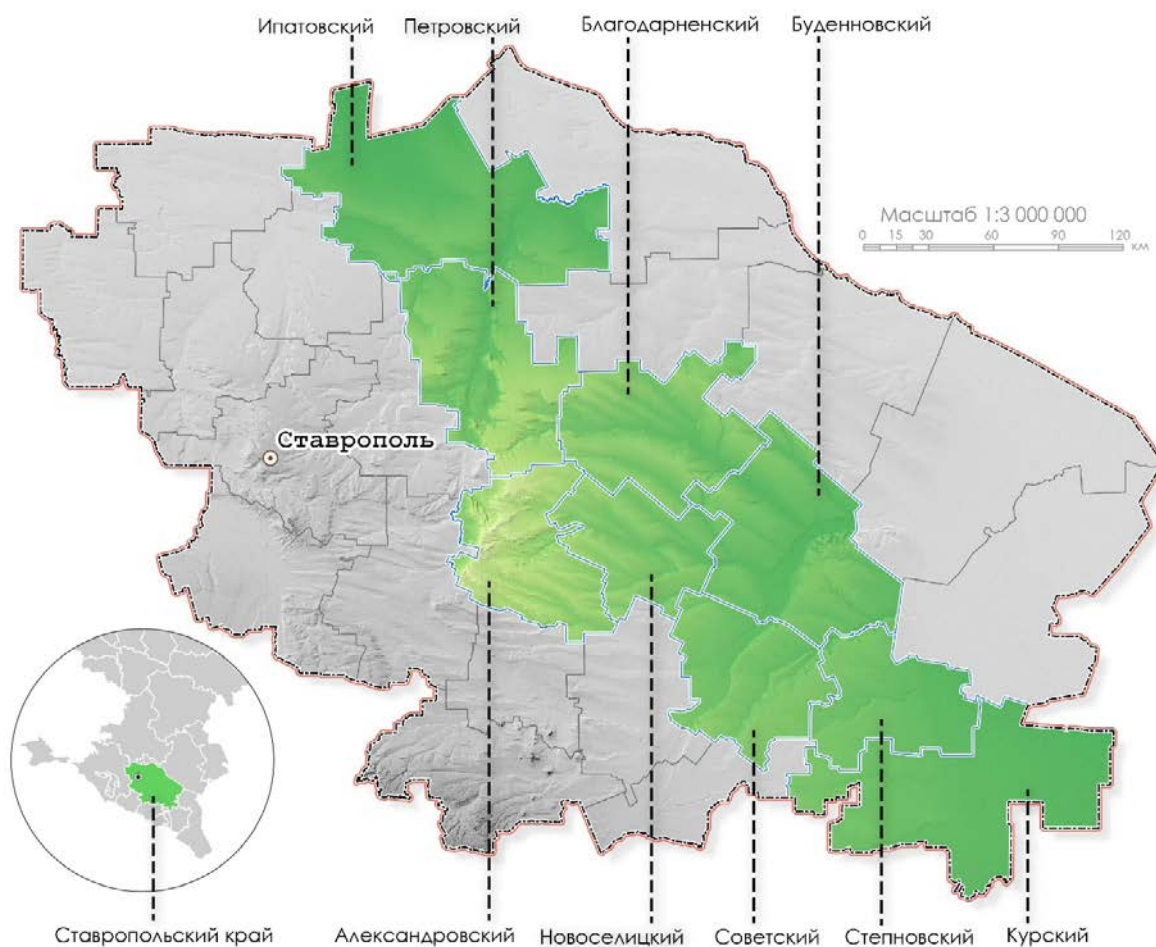 Ипатовский
Петровский
Благодарненский
Буденновский
Масштаб 1:3 000 000
0 15 30 60 90 120
км
Ставрополь
Ставропольский край
Александровский
Новоселицкий
Советский
Степновский
Курский